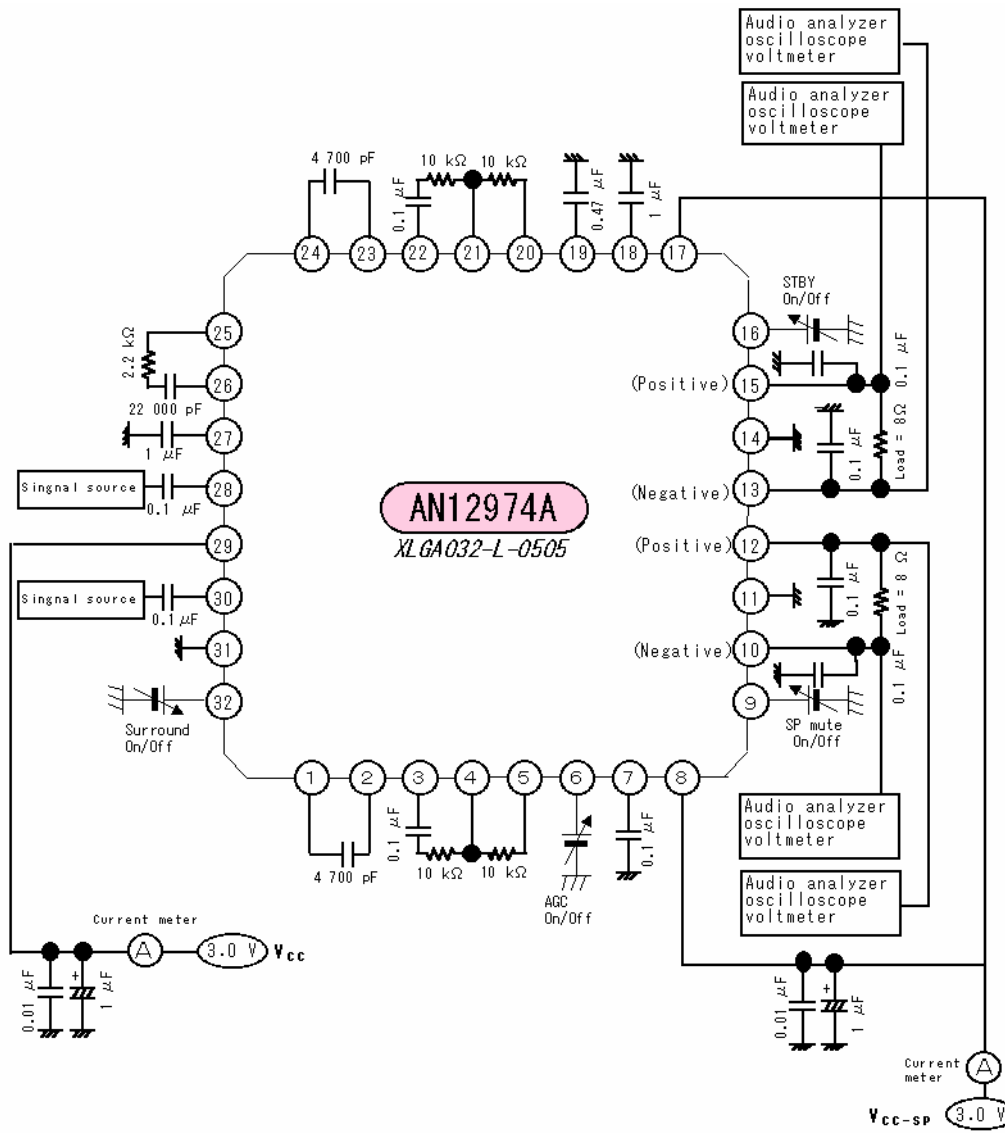 Audio analyzer
oscilloscope
voltmeter
Audio analyzer
oscilloscope
voltmeter
4 700 pF
0.1 μF
10 kΩ
10 kΩ
0.47 μF
1 μF
24
23
22
21
20
19
18
17
STBY
On/Off
25
16
2.2 kΩ
0.1 μF
26
(Positive)
15
22 000 pF
27
14
1 μF
0.1 μF
Load = 8Ω
Singnal source
28
(Negative)
13
0.1 μF
AN12974A
XLGA032-L-0505
29
(Positive)
12
Singnal source
30
11
0.1 μF
0.1 μF
Load = 8 Ω
31
(Negative)
10
0.1 μF
32
9
Surround
On/Off
SP mute
On/Off
1
2
3
4
5
6
7
8
4 700 pF
0.1 μF
10 kΩ
10 kΩ
AGC
On/Off
0.1 μF
Audio analyzer
oscilloscope
voltmeter
Audio analyzer
oscilloscope
voltmeter
Current meter
A
3.0 V
Vcc
0.01 μF
+
1 μF
0.01 μF
+
1 μF
Current
meter
A
Vcc-sp
3.0 V